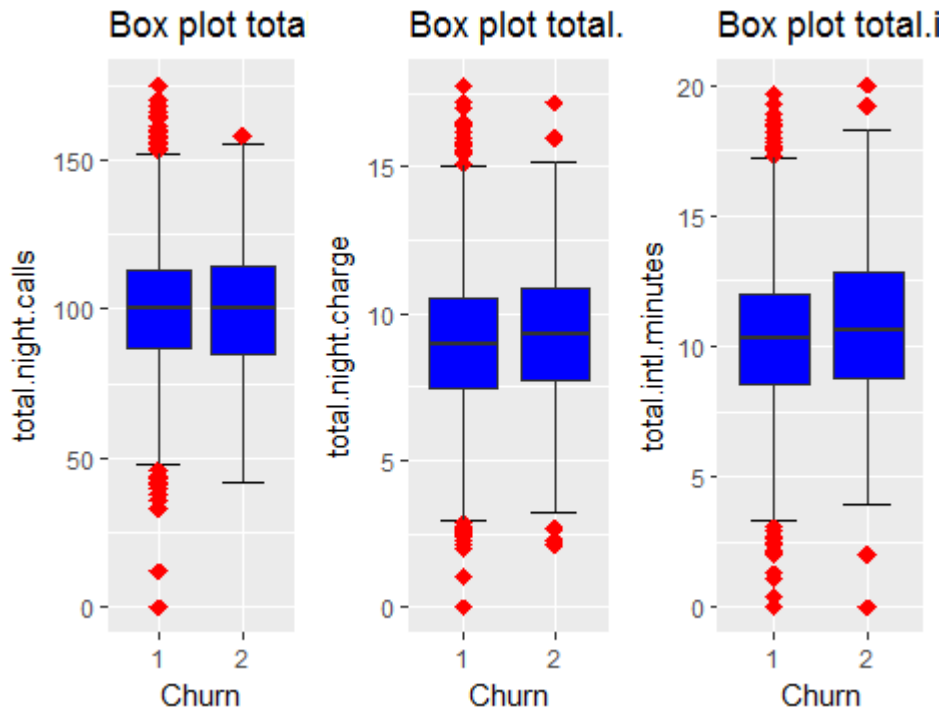 Box plot tota
total.night.calls
150
100
50
0
1 2
Churn
Box plot total.
total.night.charge
15
10
5
0
1 2
Churn
Box plot total.i
total.intl.minutes
20
15
10
5
0
1 2
Churn